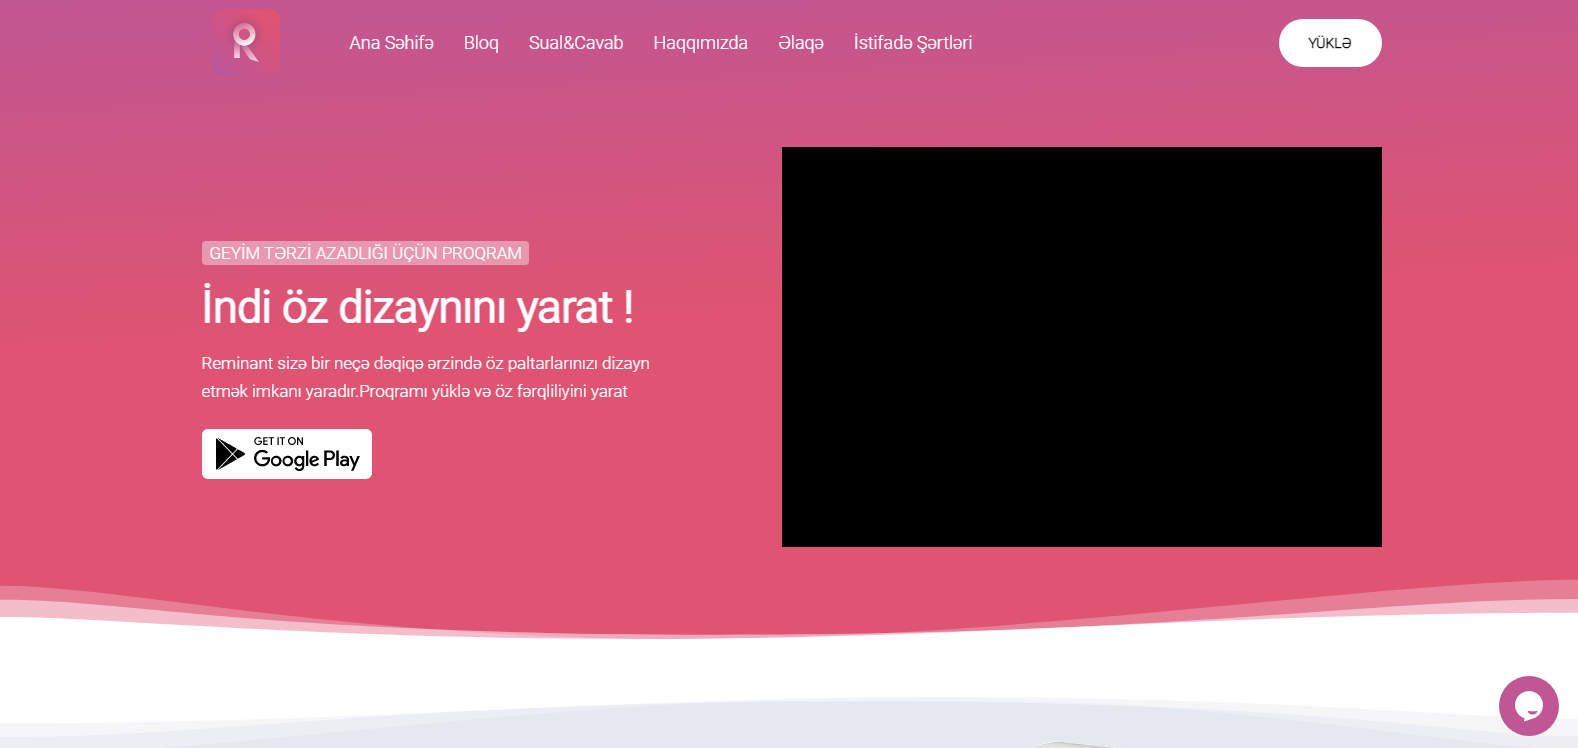 Ana Səhifə Bloq Sual&Cavab Haqqımızda Əlaqə İstifadə Şərtləri YÜKLƏ
GEYİM TƏRZİ AZADLIĞI ÜÇÜN PROQRAM
İndi öz dizaynını yarat !
Reminant sizə bir neçə dəqiqə ərzində öz paltarlarınızı dizayn
etmək imkanı yaradır.Proqramı yüklə və öz fərqliliyini yarat
GET IT ON
Google Play